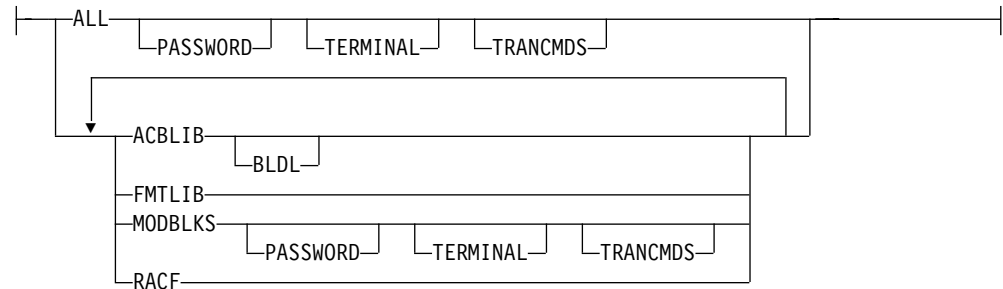 ALL
PASSWORD TERMINAL TRANCMDS
ACBLIB
BLDL
FMTLIB
MODBLKS
PASSWORD TERMINAL TRANCMDS
RACF